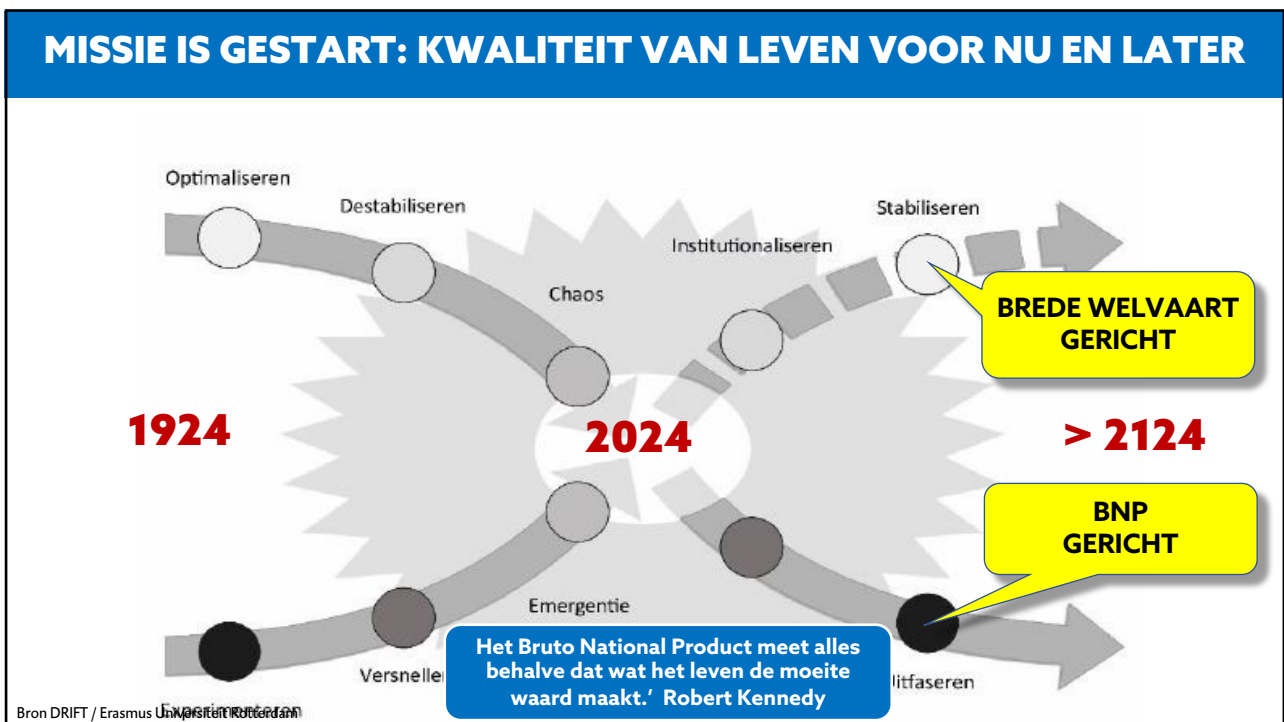 MISSIE IS GESTART: KWALITEIT VAN LEVEN VOOR NU EN LATER
Optimaliseren
Destabiliseren
Stabiliseren
Institutionaliseren
Chaos
BREDE WELVAART
GERICHT
1924
2024
> 2124
BNP
GERICHT
Emergentie
Het Bruto National Product meet alles
behalve dat wat het leven de moeite
waard maakt.’ Robert Kennedy
Bron DRIFT / Erasmus Universiteit Rotterdam